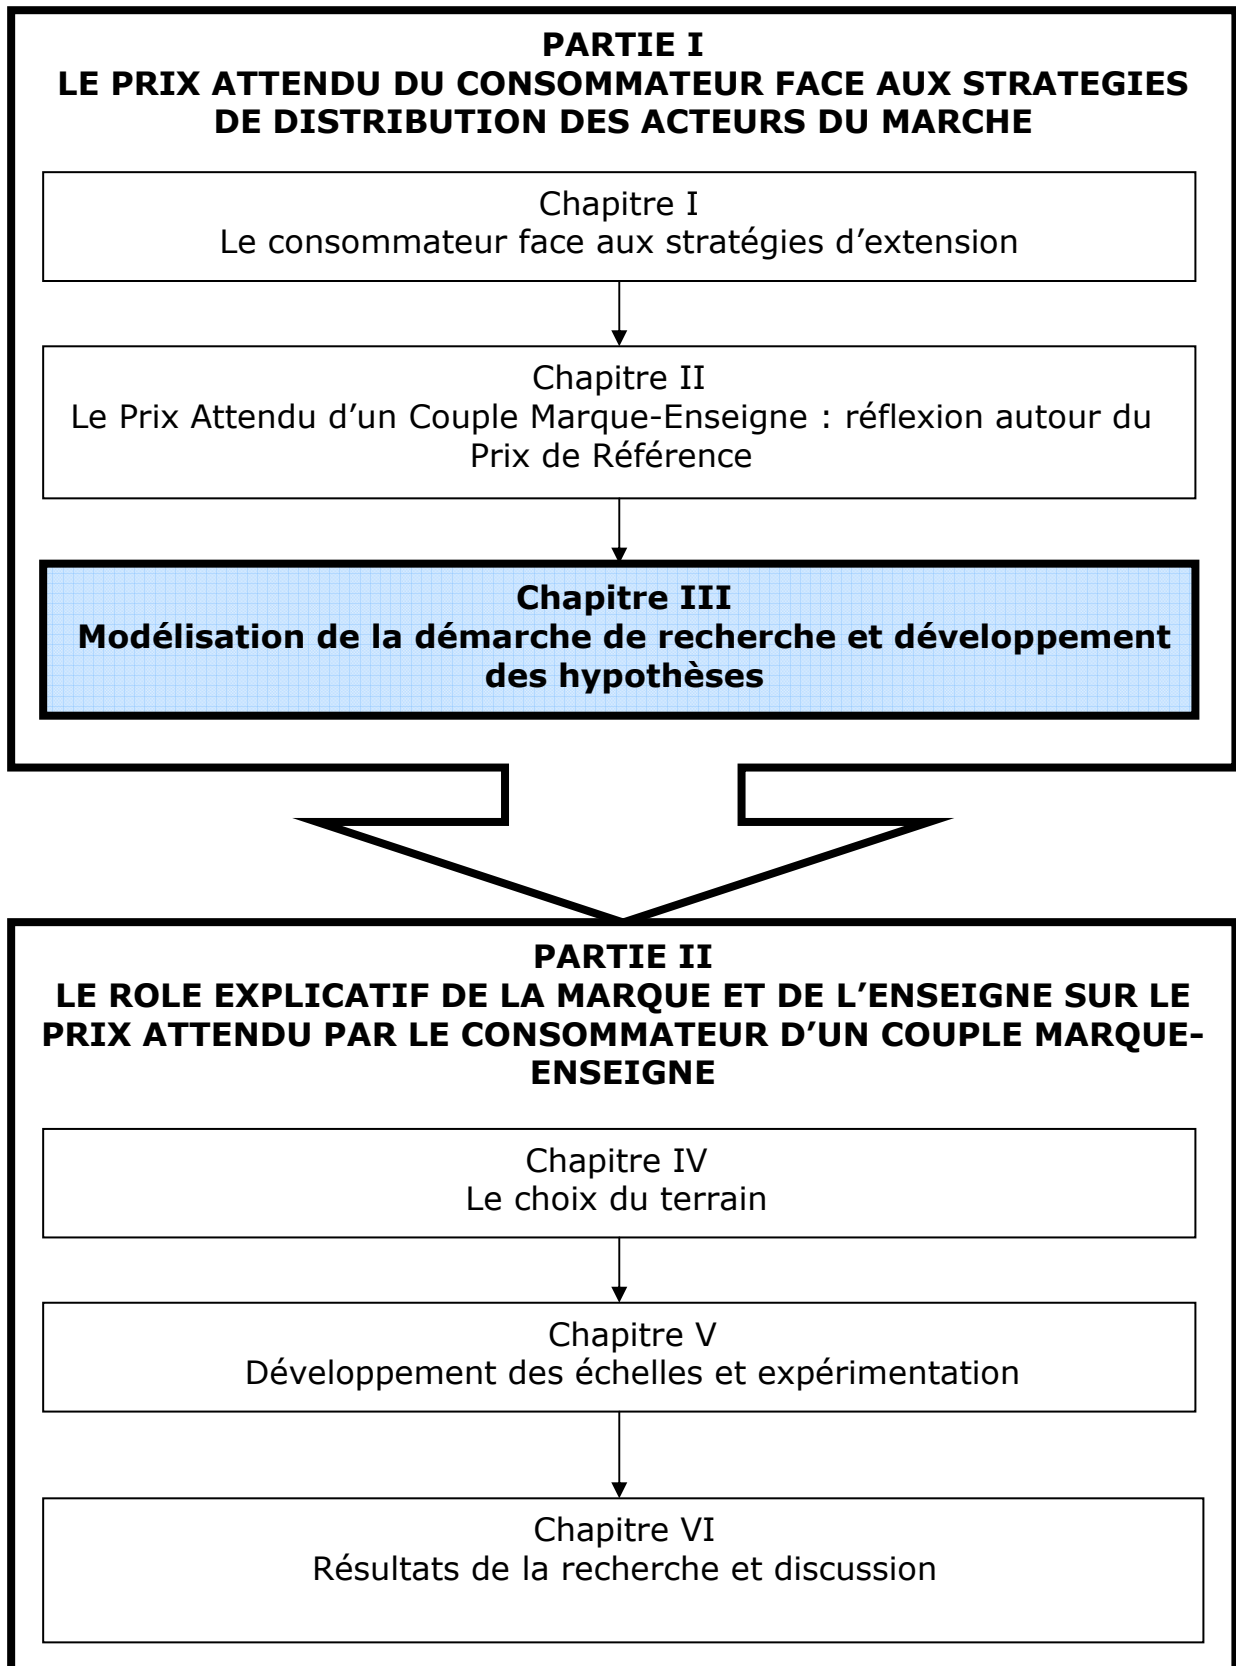 PARTIE I
LE PRIX ATTENDU DU CONSOMMATEUR FACE AUX STRATEGIES
DE DISTRIBUTION DES ACTEURS DU MARCHE
Chapitre I
Le consommateur face aux stratégies d’extension
Chapitre II
Le Prix Attendu d’un Couple Marque-Enseigne : réflexion autour du
Prix de Référence
Chapitre III
Modélisation de la démarche de recherche et développement
des hypothèses
PARTIE II
LE ROLE EXPLICATIF DE LA MARQUE ET DE L’ENSEIGNE SUR LE
PRIX ATTENDU PAR LE CONSOMMATEUR D’UN COUPLE MARQUE-
ENSEIGNE
Chapitre IV
Le choix du terrain
Chapitre V
Développement des échelles et expérimentation
Chapitre VI
Résultats de la recherche et discussion